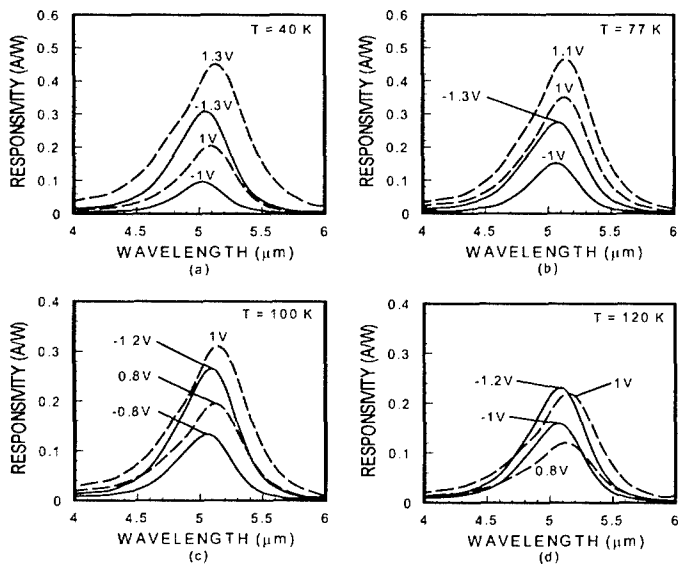 0.6
T = 40 K
0.5
1.3V
0.4
-1.3V
0.3
1V
0.2
-1V
0.1
0
4 4.5 5 5.5 6
RESPONSIVITY (A/W)
WAVELENGTH (μm)
(a)
0.6
T = 77 K
0.5
1.1V
0.4
1V
-1.3V
0.3
0.2
-1V
0.1
0
4 4.5 5 5.5 6
RESPONSIVITY (A/W)
WAVELENGTH (μm)
(b)
0.4
T = 100 K
1V
-1.2V
0.3
0.8V
0.2
-0.8V
0.1
0
4 4.5 5 5.5 6
RESPONSIVITY (A/W)
WAVELENGTH (μm)
(c)
0.4
T = 120 K
0.3
-1.2V
1V
0.2
-1V
0.1
0.8V
0
4 4.5 5 5.5 6
RESPONSIVITY (A/W)
WAVELENGTH (μm)
(d)